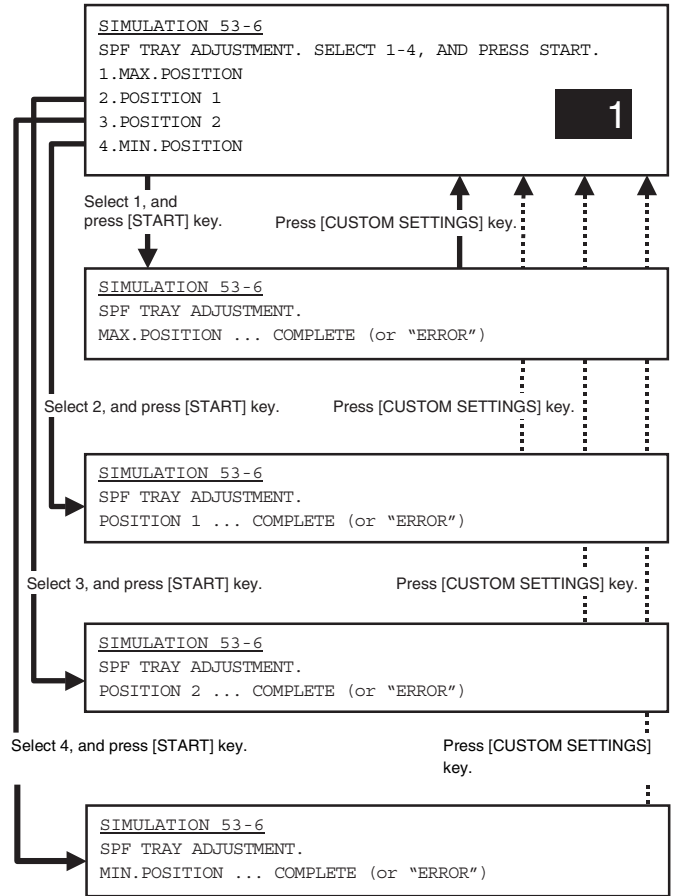 SIMULATION 53-6
SPF TRAY ADJUSTMENT. SELECT 1-4, AND PRESS START.
1.MAX.POSITION
2.POSITION 1
3.POSITION 2
4.MIN.POSITION
1
Select 1, and
press [START] key.
Press [CUSTOM SETTINGS] key.
SIMULATION 53-6
SPF TRAY ADJUSTMENT.
MAX.POSITION ... COMPLETE (or “ERROR”)
Select 2, and press [START] key.
Press [CUSTOM SETTINGS] key.
SIMULATION 53-6
SPF TRAY ADJUSTMENT.
POSITION 1 ... COMPLETE (or “ERROR”)
Select 3, and press [START] key.
Press [CUSTOM SETTINGS] key.
SIMULATION 53-6
SPF TRAY ADJUSTMENT.
POSITION 2 ... COMPLETE (or “ERROR”)
Select 4, and press [START] key.
Press [CUSTOM SETTINGS]
key.
SIMULATION 53-6
SPF TRAY ADJUSTMENT.
MIN.POSITION ... COMPLETE (or “ERROR”)